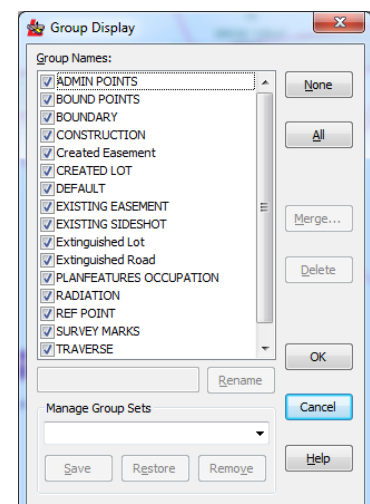 Group Display
Group Names:
ADMIN POINTS
BOUND POINTS
BOUNDARY
CONSTRUCTION
Created Easement
CREATED LOT
DEFAULT
EXISTING EASEMENT
EXISTING SIDESHOT
Extinguished Lot
Extinguished Road
PLANFEATURES OCCUPATION
RADIATION
REF POINT
SURVEY MARKS
TRAVERSE
None
All
Merge...
Delete
OK
Rename
Cancel
Manage Group Sets
Save Restore Remove
Help